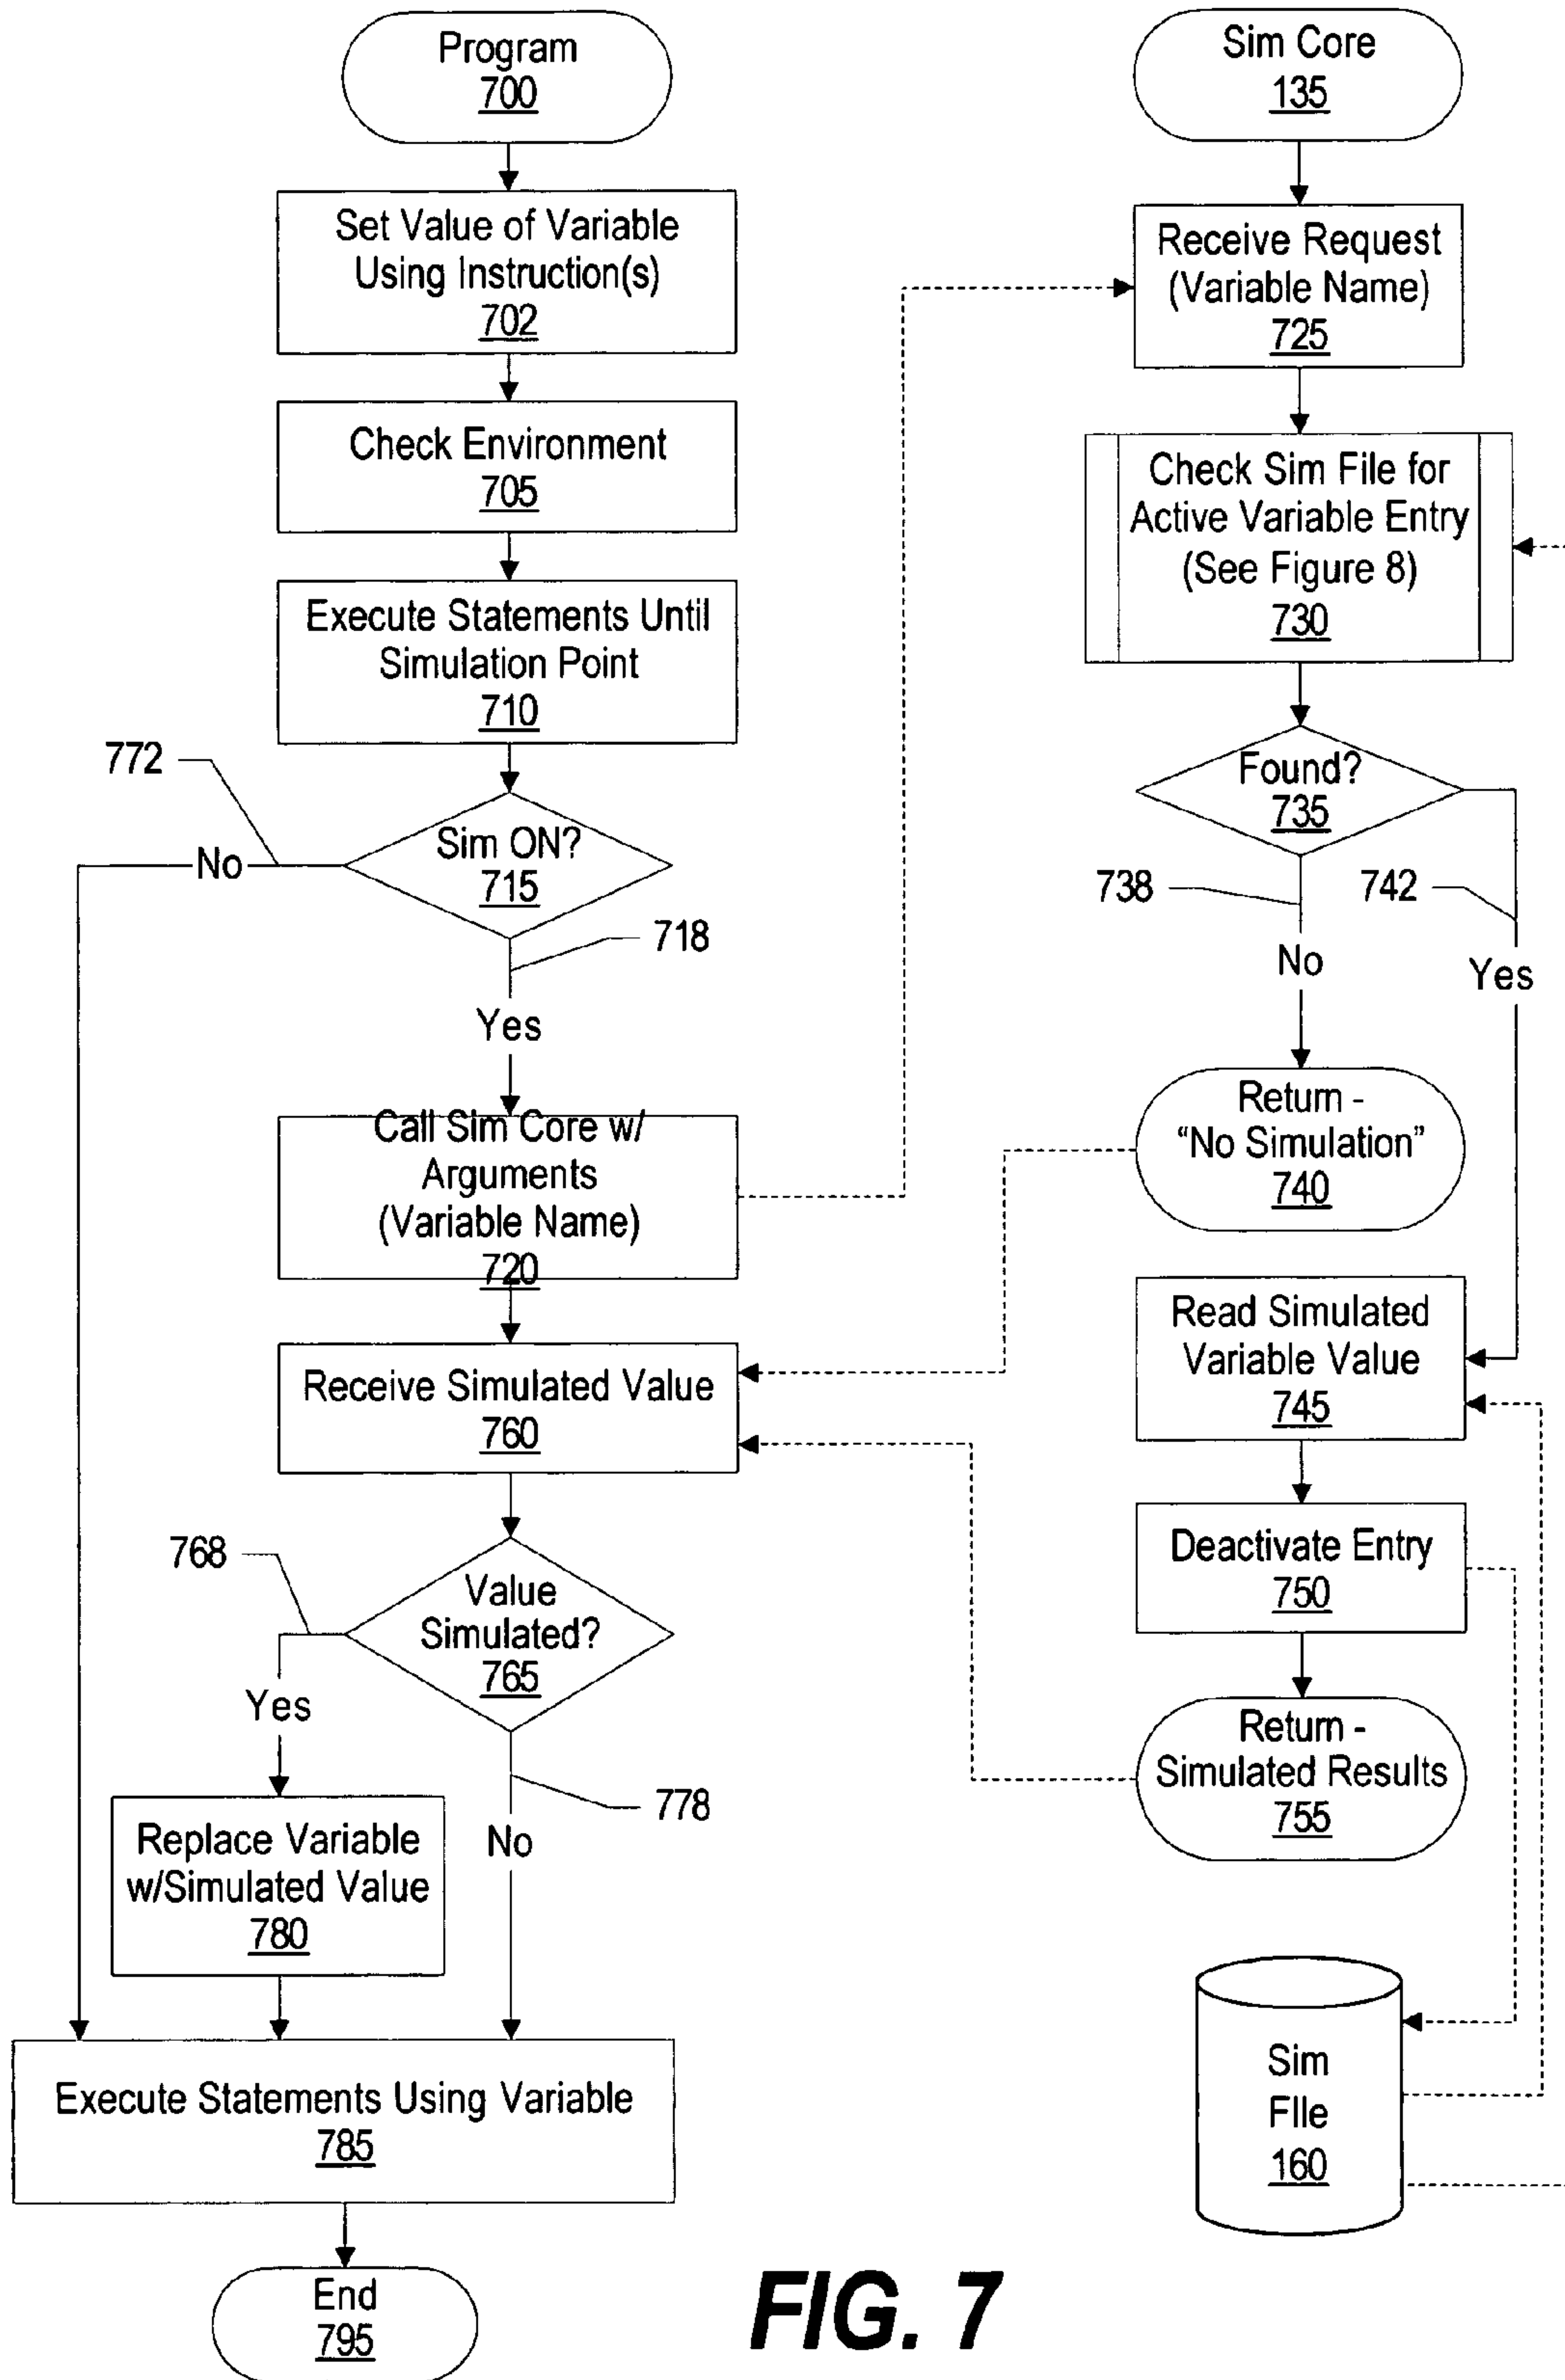 Program
700
Set Value of Variable
Using Instruction(s)
702
Check Environment
705
Execute Statements Until
Simulation Point
710
772
Sim ON?
715
No
718
Yes
Call Sim Core w/
Arguments
(Variable Name)
720
Receive Simulated Value
760
768
Value
Simulated?
765
Yes
778
No
Replace Variable
w/Simulated Value
780
Execute Statements Using Variable
785
End
795
Sim Core
135
Receive Request
(Variable Name)
725
Check Sim File for
Active Variable Entry
(See Figure 8)
730
Found?
735
738
742
No
Yes
Return -
“No Simulation”
740
Read Simulated
Variable Value
745
Deactivate Entry
750
Return -
Simulated Results
755
Sim
FIle
160
FIG. 7